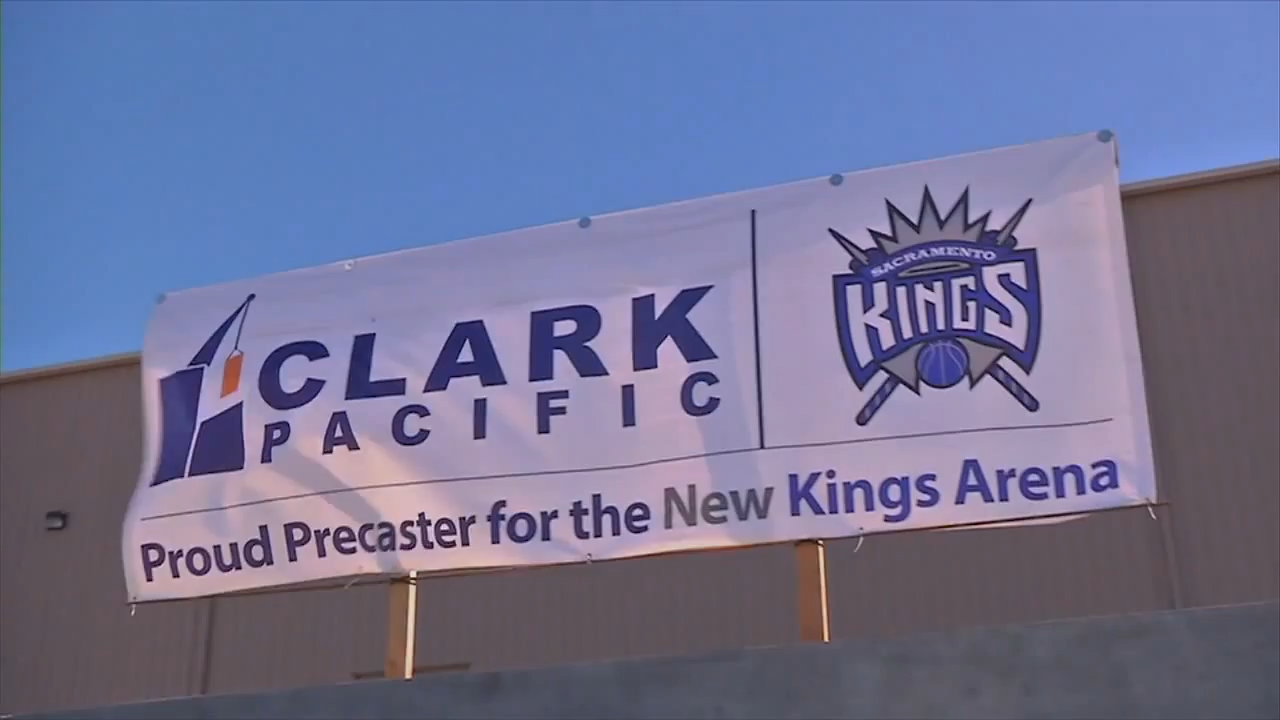 CLARK
PACIFIC
SACRAMENTO
KINGS
Proud Precaster for the New Kings Arena